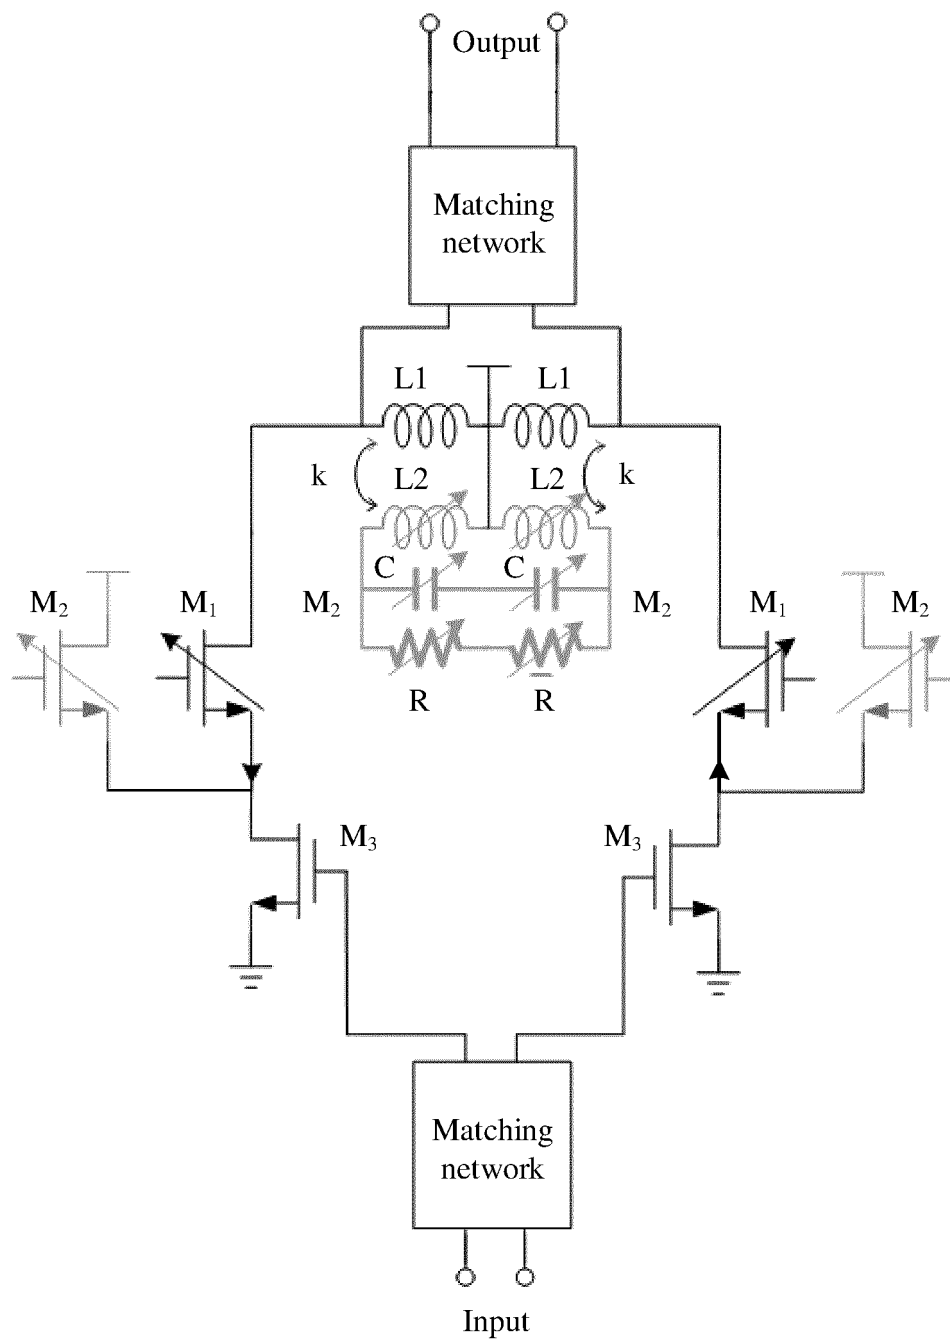 Output
Matching
network
L1 L1
k L2 L2 k
C C
M₂ M₁ M₂ M₂ M₁ M₂
R R
M₃ M₃
Matching
network
Input